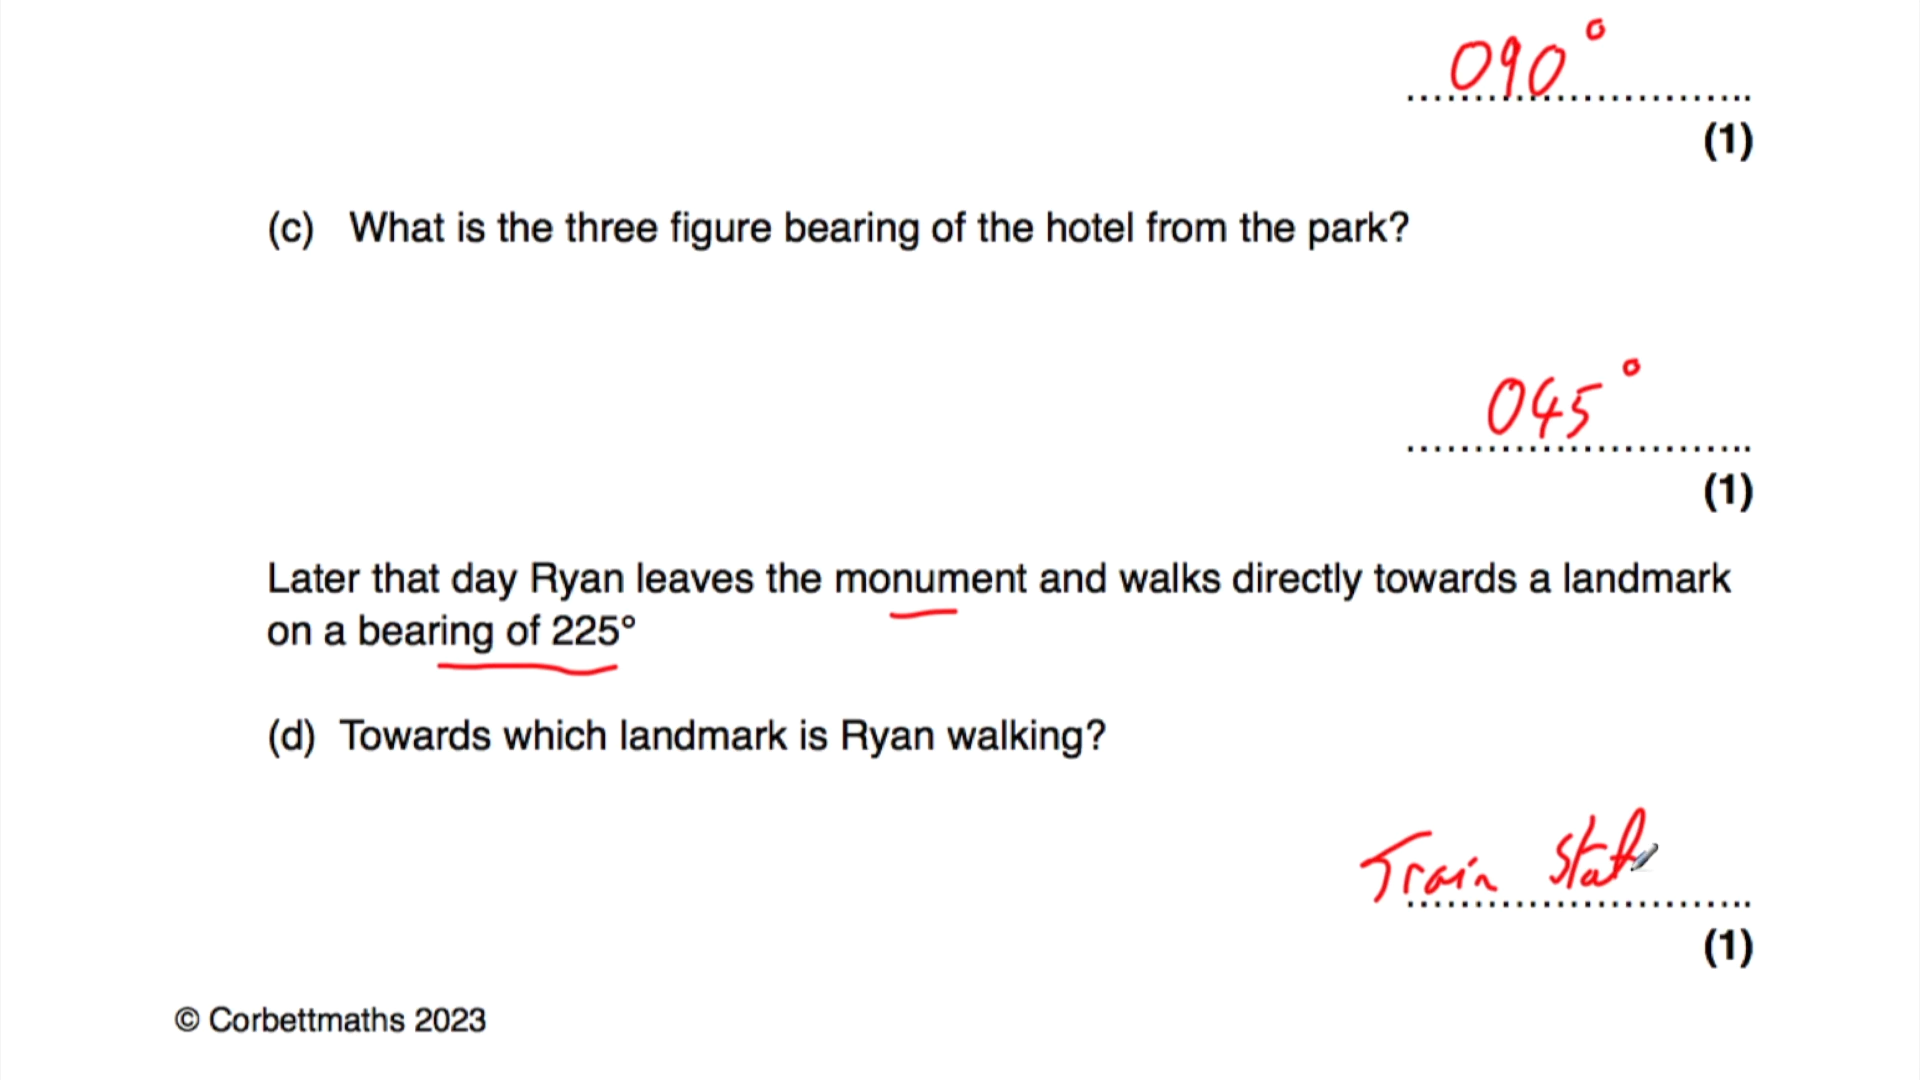 090°
(1)
(c) What is the three figure bearing of the hotel from the park?
045°
(1)
Later that day Ryan leaves the monument and walks directly towards a landmark
on a bearing of 225°
(d) Towards which landmark is Ryan walking?
Train Stat
(1)
© Corbettmaths 2023